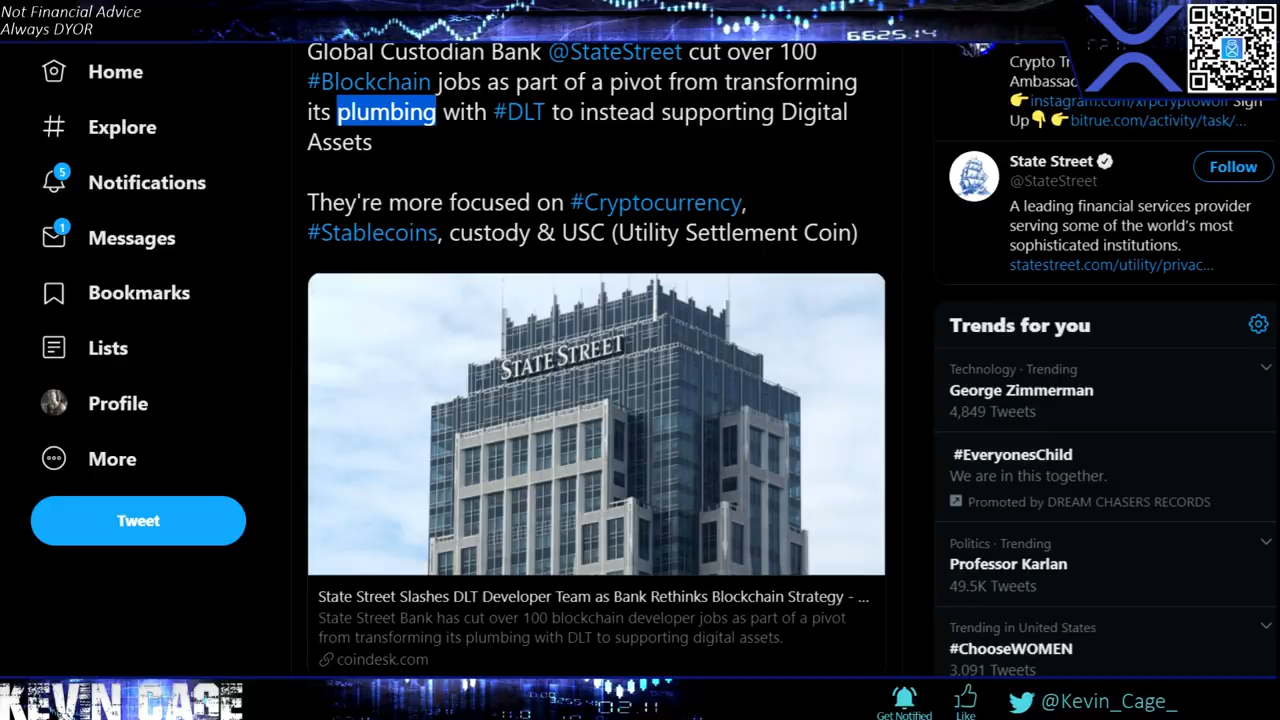 Not Financial Advice
Always DYOR
6625.14
Home
Explore
5
Notifications
1
Messages
Bookmarks
Lists
Profile
More
Tweet
Global Custodian Bank @StateStreet cut over 100
#Blockchain jobs as part of a pivot from transforming
its plumbing with #DLT to instead supporting Digital
Assets
They're more focused on #Cryptocurrency,
#Stablecoins, custody & USC (Utility Settlement Coin)
STATE STREET
State Street Slashes DLT Developer Team as Bank Rethinks Blockchain Strategy - ...
State Street Bank has cut over 100 blockchain developer jobs as part of a pivot
from transforming its plumbing with DLT to supporting digital assets.
coindesk.com
Crypto Tr
Ambassac
👉instagram.com/xrpcryptowolf Sign
Up👇 👉bitrue.com/activity/task/...
State Street
@StateStreet
Follow
A leading financial services provider
serving some of the world's most
sophisticated institutions.
statestreet.com/utility/privac...
Trends for you
Technology · Trending
George Zimmerman
4,849 Tweets
#EveryonesChild
We are in this together.
Promoted by DREAM CHASERS RECORDS
Politics · Trending
Professor Karlan
49.5K Tweets
Trending in United States
#ChooseWOMEN
3,091 Tweets
KEVIN CAGE
Get Notified
Like
@Kevin_Cage_